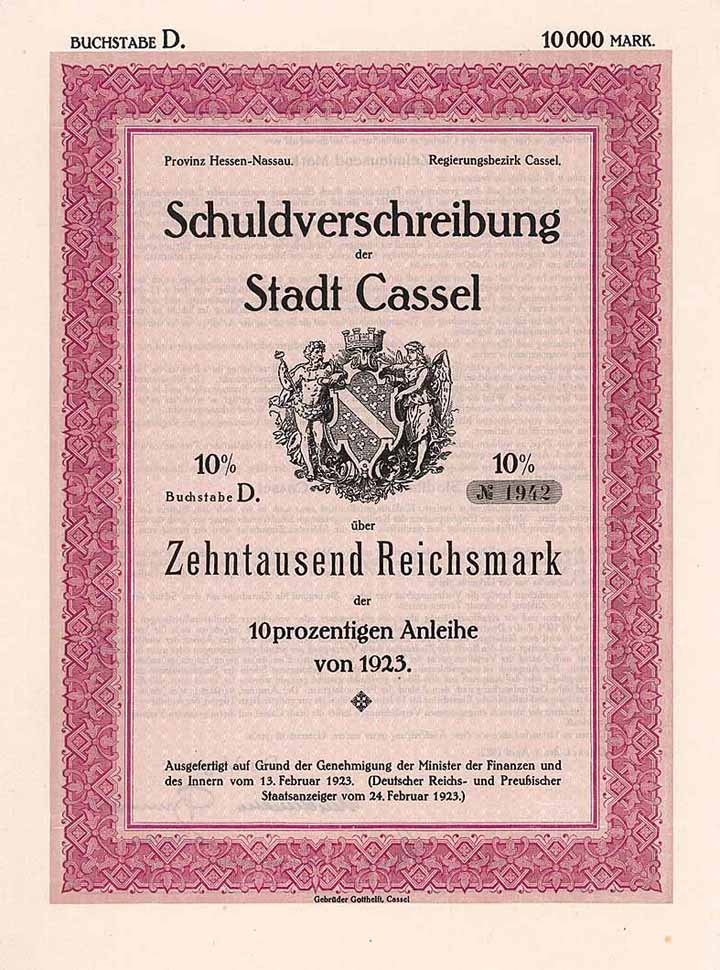 BUCHSTABE D. 10000 MARK.
Provinz Hessen-Nassau. Regierungsbezirk Cassel.
Schuldverschreibung
der
Stadt Cassel
10% 10%
Buchstabe D. № 1942
über
Zehntausend Reichsmark
der
10prozentigen Anleihe
von 1923.
Ausgefertigt auf Grund der Genehmigung der Minister der Finanzen und
des Innern vom 13. Februar 1923. (Deutscher Reichs- und Preußischer
Staatsanzeiger vom 24. Februar 1923.)
Gebrüder Gotthelft, Cassel